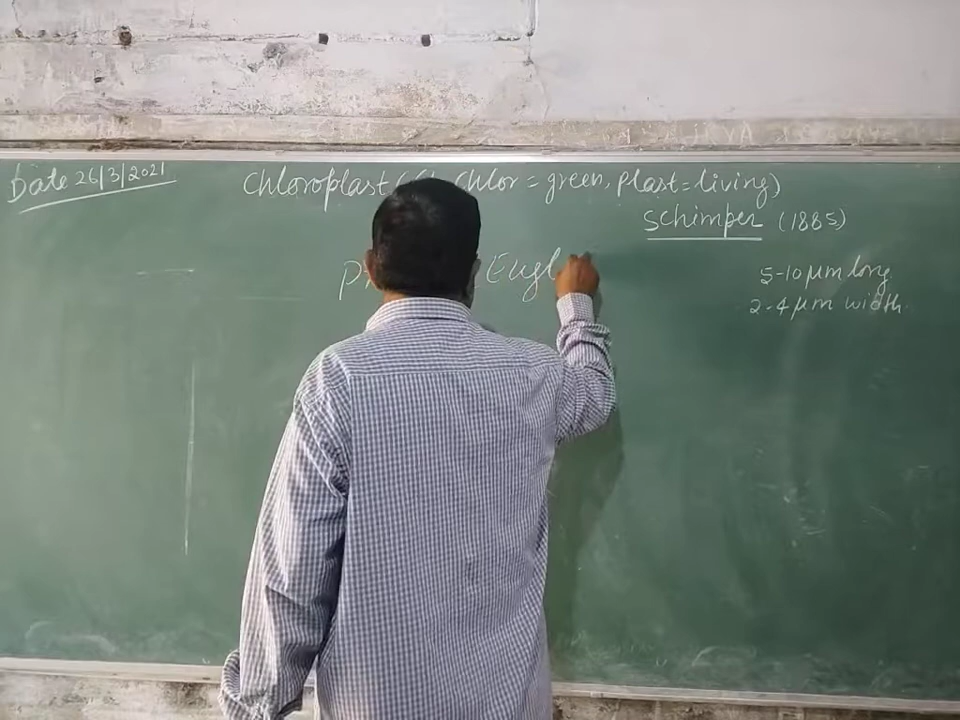 Date 26/3/2021
Chloroplast ( Chlor = green, Plast = living)
Schimper (1885)
Eugl
5-10 µm long
2-4 µm width